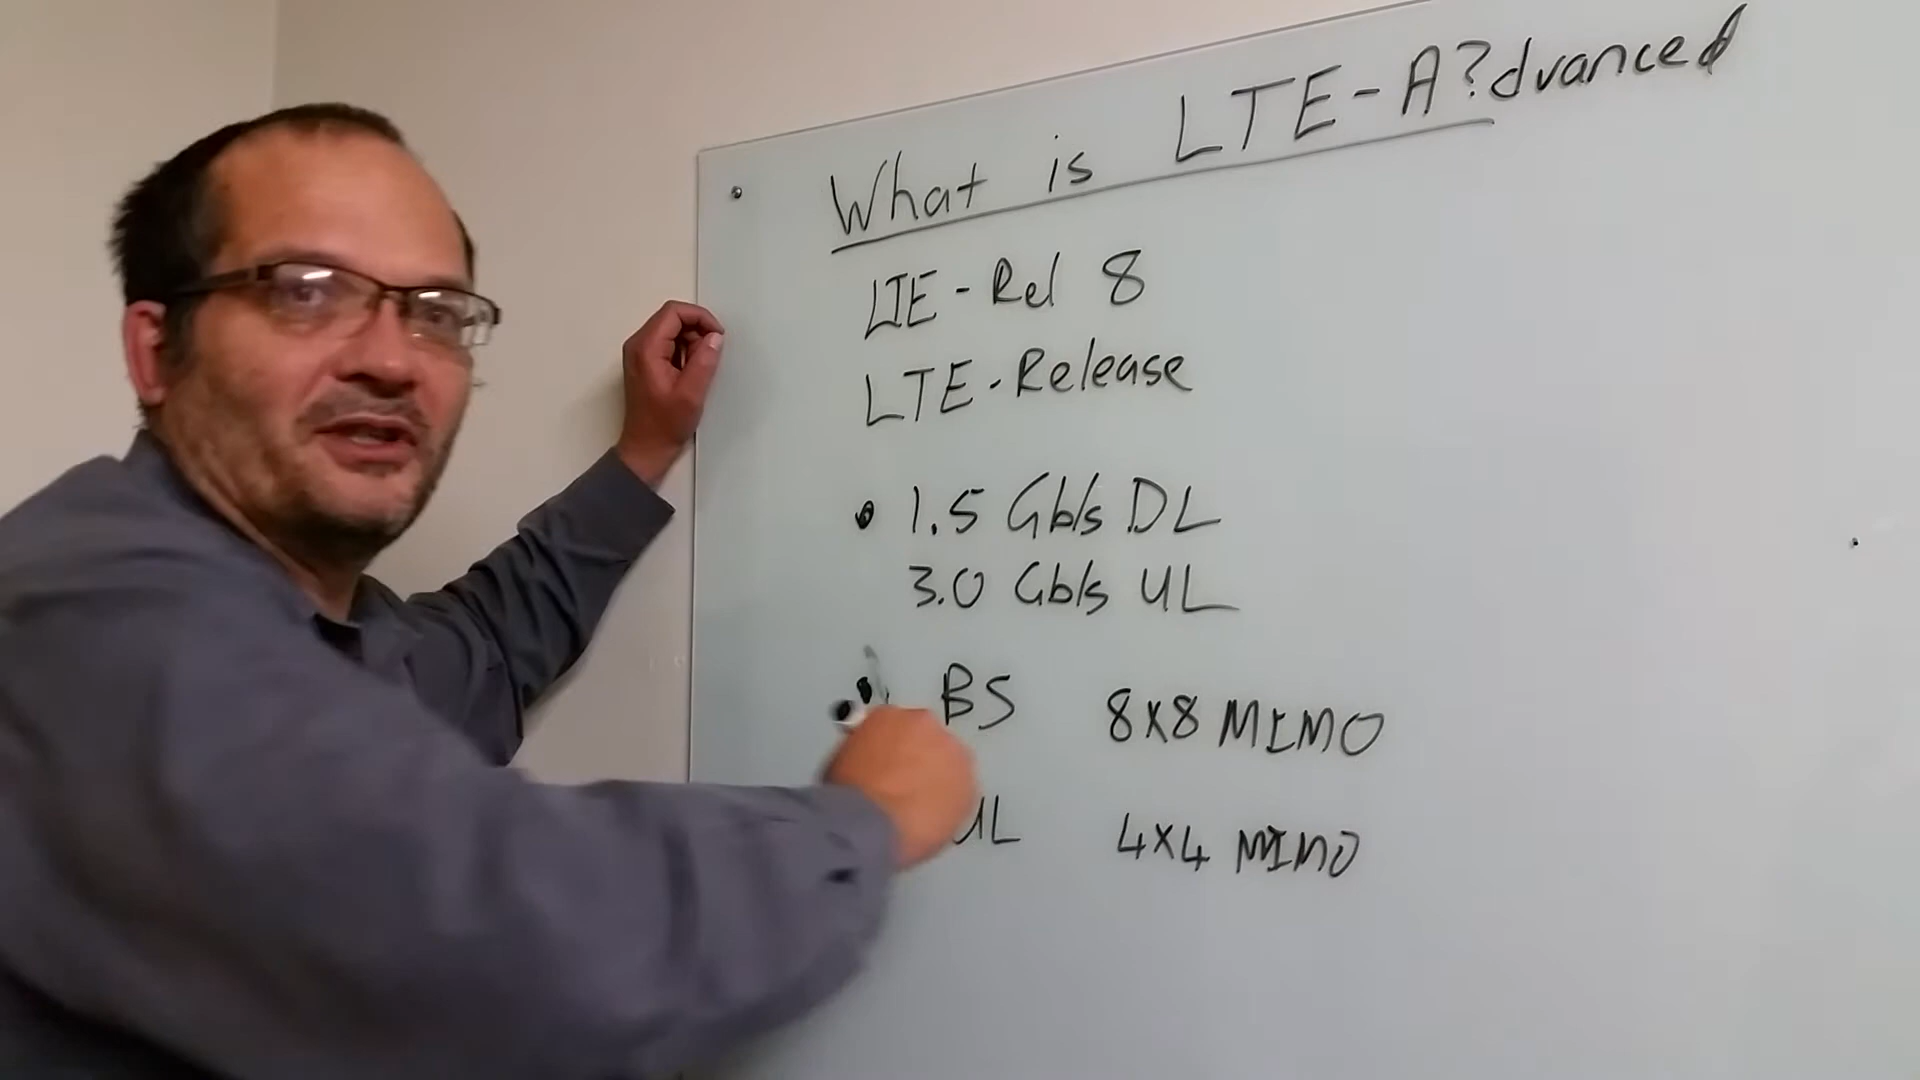 What is LTE-A?dvanced
LTE-Rel 8
LTE-Release
• 1.5 Gb/s DL
3.0 Gb/s UL
• BS 8x8 MIMO
UL 4x4 MIMO